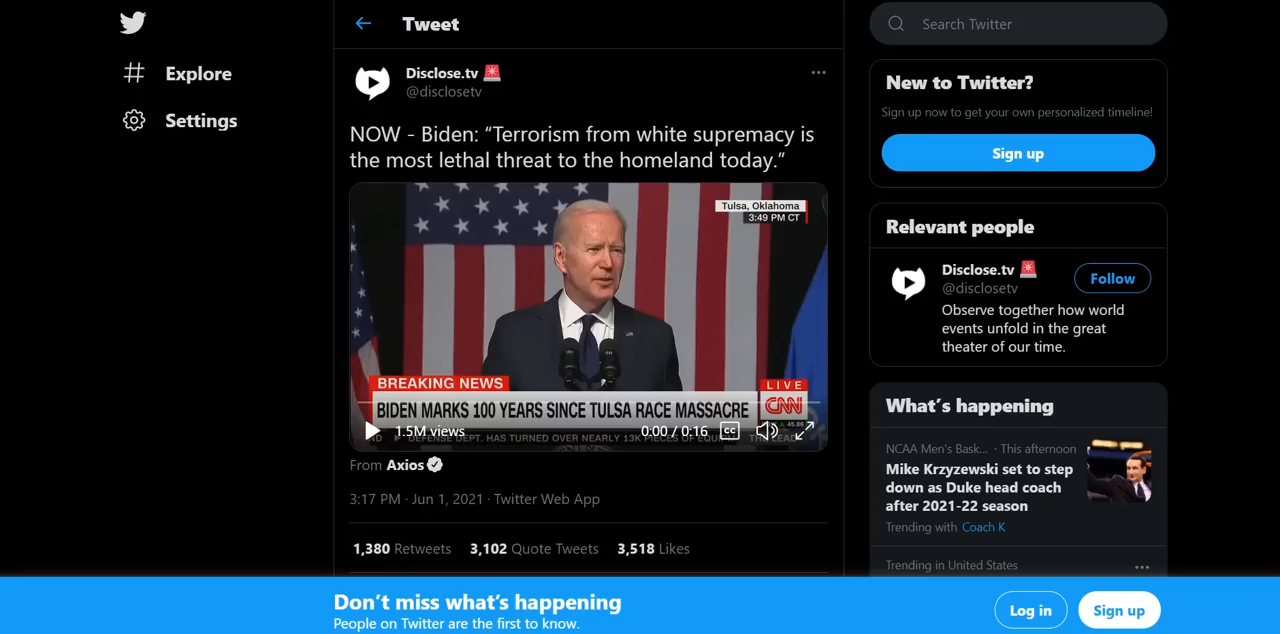 Explore
Settings
Tweet
Disclose.tv
@disclosetv
NOW - Biden: “Terrorism from white supremacy is
the most lethal threat to the homeland today.”
Tulsa, Oklahoma
3:49 PM CT
BREAKING NEWS
LIVE
BIDEN MARKS 100 YEARS SINCE TULSA RACE MASSACRE
CNN
1.5M views
0:00 / 0:16
CC
DEFENSE DEPT. HAS TURNED OVER NEARLY 13K PIECES OF
THE LEAD
From Axios
3:17 PM · Jun 1, 2021 · Twitter Web App
1,380 Retweets 3,102 Quote Tweets 3,518 Likes
Search Twitter
New to Twitter?
Sign up now to get your own personalized timeline!
Sign up
Relevant people
Disclose.tv
@disclosetv
Follow
Observe together how world
events unfold in the great
theater of our time.
What’s happening
NCAA Men's Bask... · This afternoon
Mike Krzyzewski set to step
down as Duke head coach
after 2021-22 season
Trending with Coach K
Trending in United States
Don’t miss what’s happening
People on Twitter are the first to know.
Log in
Sign up